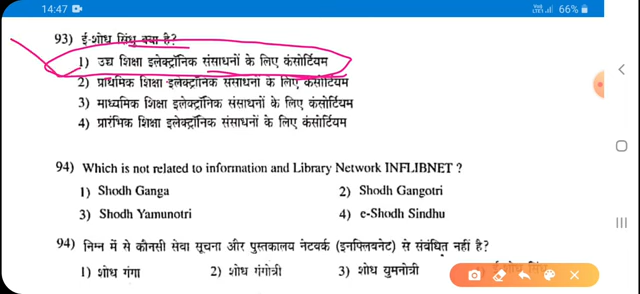 14:47 66%
93) ई-शोध सिंधु क्या है?
1) उच्च शिक्षा इलेक्ट्रॉनिक संसाधनों के लिए कंसोर्टियम
2) प्राथमिक शिक्षा इलेक्ट्रॉनिक संसाधनों के लिए कंसोर्टियम
3) माध्यमिक शिक्षा इलेक्ट्रॉनिक संसाधनों के लिए कंसोर्टियम
4) प्रारंभिक शिक्षा इलेक्ट्रॉनिक संसाधनों के लिए कंसोर्टियम
94) Which is not related to information and Library Network INFLIBNET ?
1) Shodh Ganga 2) Shodh Gangotri
3) Shodh Yamunotri 4) e-Shodh Sindhu
94) निम्न में से कौनसी सेवा सूचना और पुस्तकालय नेटवर्क (इनफ्लिबनेट) से संबंधित नहीं है?
1) शोध गंगा 2) शोध गंगोत्री 3) शोध युमनोत्री